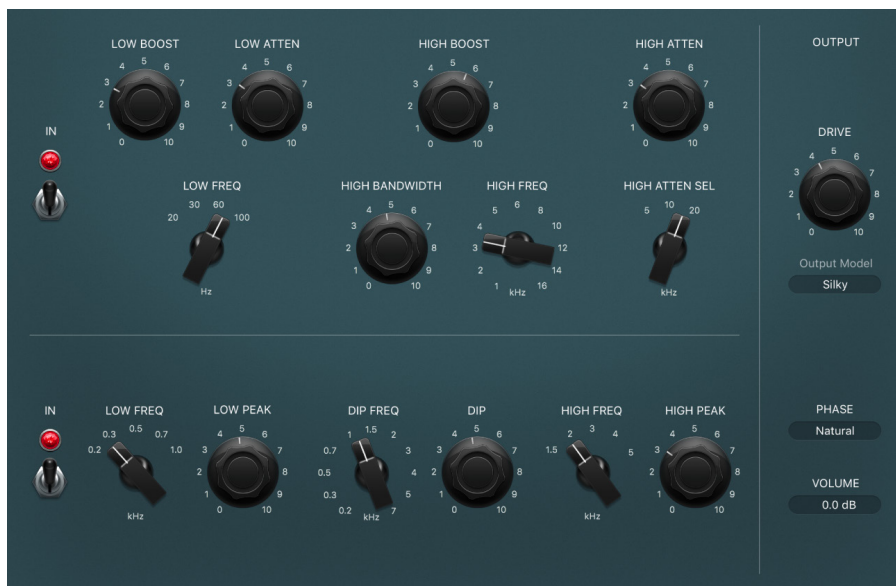 LOW BOOST LOW ATTEN HIGH BOOST HIGH ATTEN OUTPUT
0 1 2 3 4 5 6 7 8 9 10
0 1 2 3 4 5 6 7 8 9 10
0 1 2 3 4 5 6 7 8 9 10
0 1 2 3 4 5 6 7 8 9 10
IN
DRIVE
0 1 2 3 4 5 6 7 8 9 10
LOW FREQ HIGH BANDWIDTH HIGH FREQ HIGH ATTEN SEL
20 30 60 100
Hz
0 1 2 3 4 5 6 7 8 9 10
1 2 3 4 5 6 8 10 12 14 16
kHz
5 10 20
kHz
Output Model
Silky
IN
LOW FREQ LOW PEAK DIP FREQ DIP HIGH FREQ HIGH PEAK
0.2 0.3 0.5 0.7 1.0
kHz
0 1 2 3 4 5 6 7 8 9 10
0.2 0.3 0.5 0.7 1 1.5 2 3 4 5 7
kHz
0 1 2 3 4 5 6 7 8 9 10
1.5 2 3 4 5
kHz
0 1 2 3 4 5 6 7 8 9 10
PHASE
Natural
VOLUME
0.0 dB